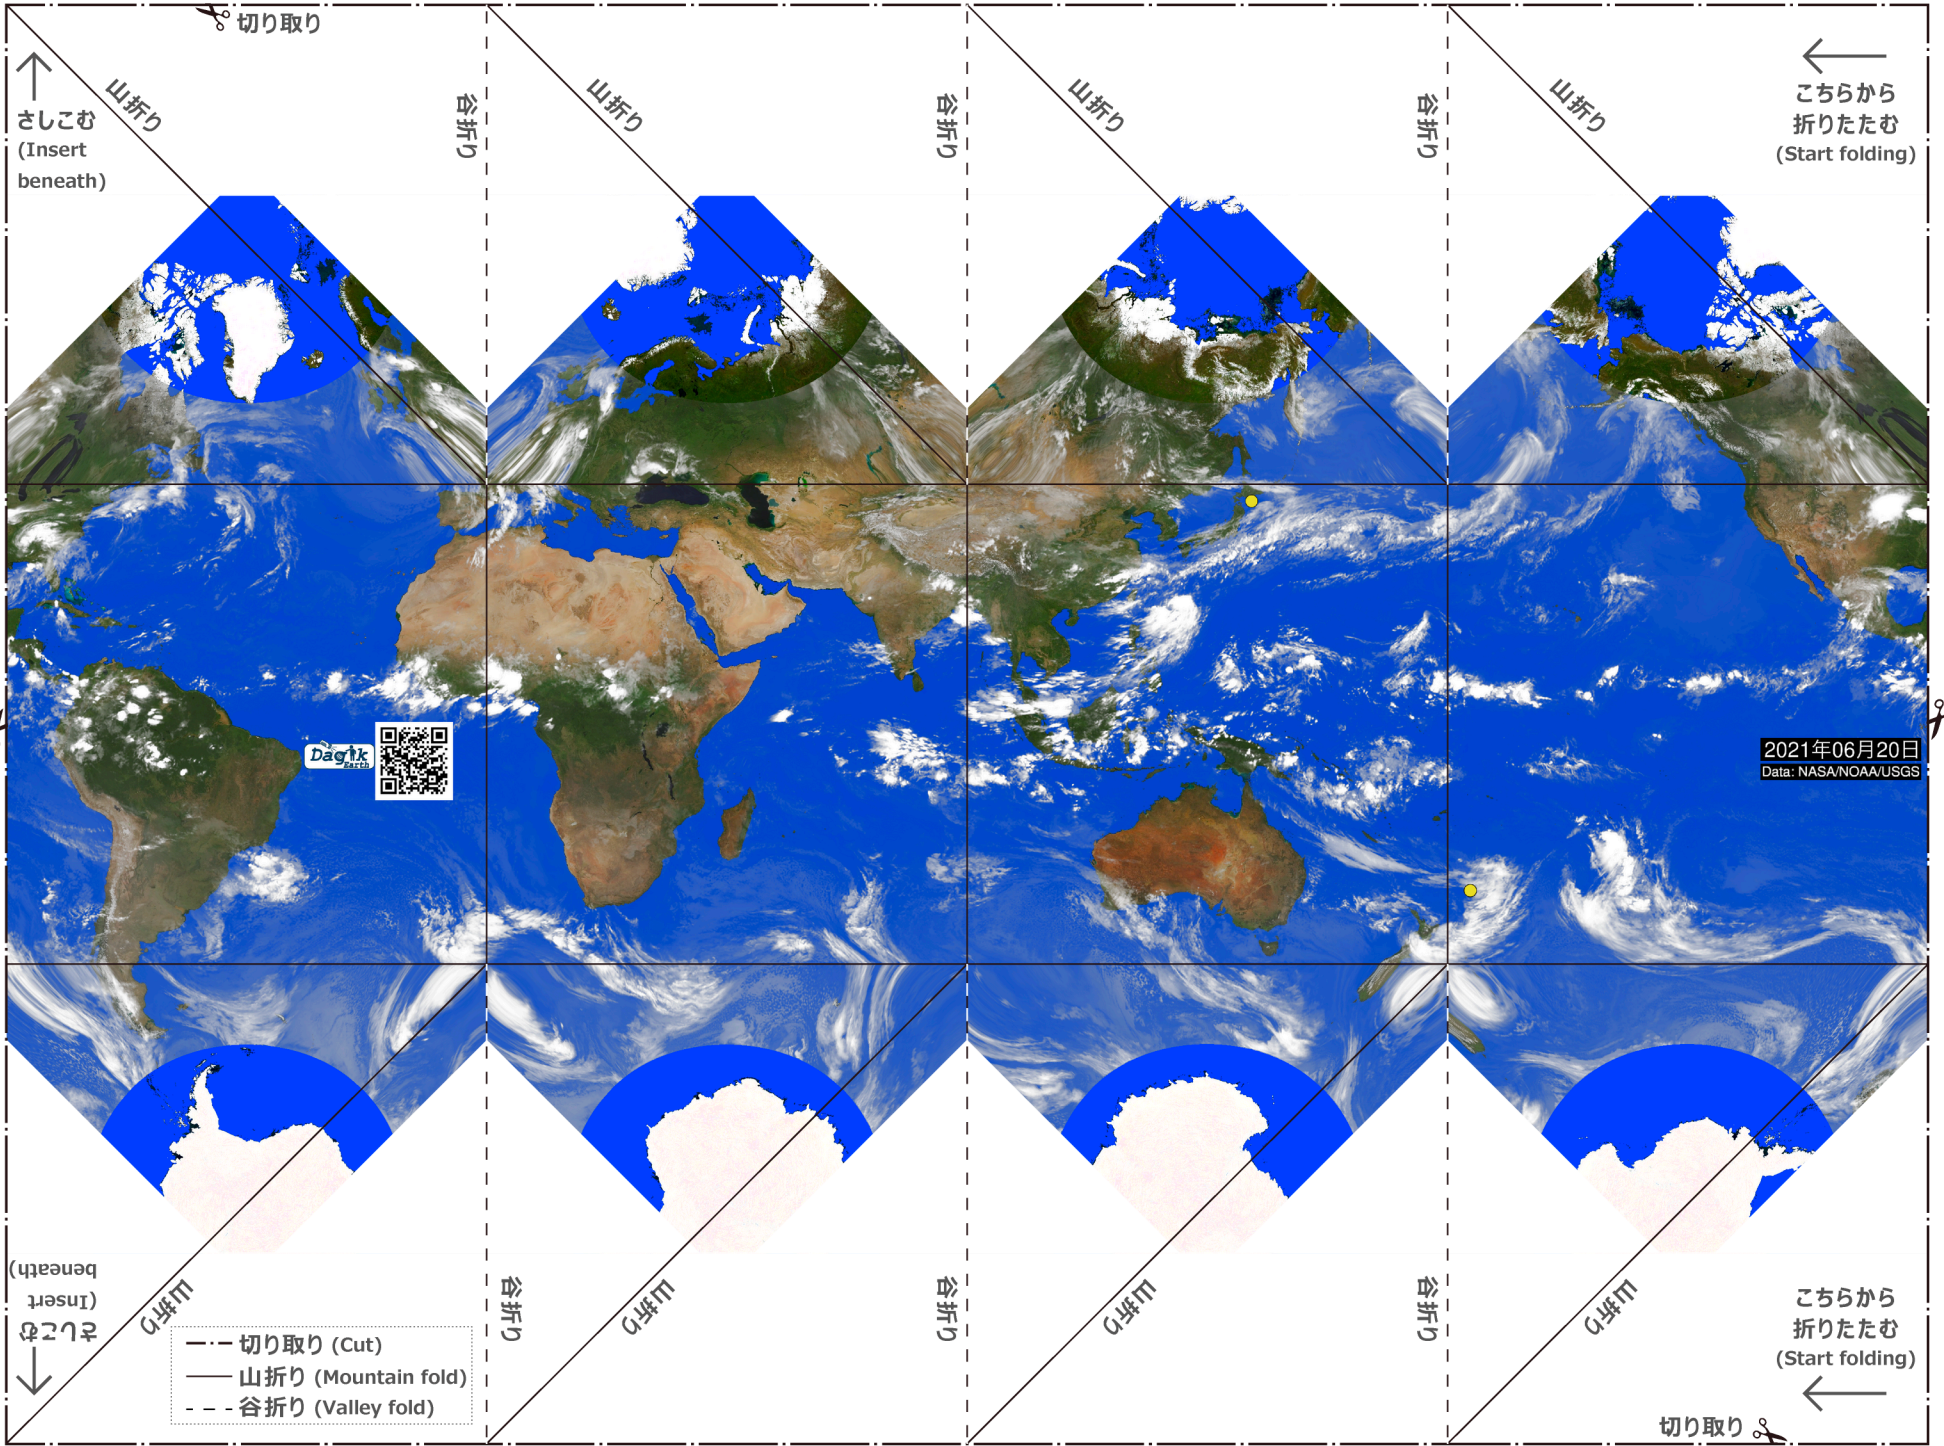 切り取り
さしこむ
(Insert
beneath)
山折り
谷折り
山折り
谷折り
山折り
谷折り
山折り
こちらから
折りたたむ
(Start folding)
Dagik
Earth
2021年06月20日
Data: NASA/NOAA/USGS
さしこむ
(Insert
beneath)
山折り
谷折り
山折り
谷折り
山折り
谷折り
山折り
こちらから
折りたたむ
(Start folding)
切り取り (Cut)
山折り (Mountain fold)
谷折り (Valley fold)
切り取り